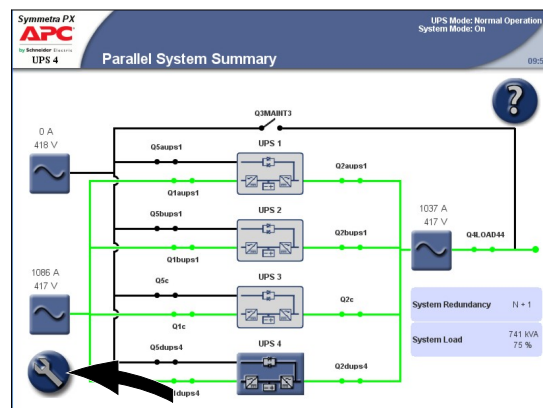 Symmetra PX
APC
by Schneider Electric
UPS 4
Parallel System Summary
UPS Mode: Normal Operation
System Mode: On
09:5
Q3MAINT3
0 A
418 V
Q5aups1
UPS 1
Q2aups1
Q1aups1
Q5bups1
UPS 2
Q2bups1
Q1bups1
1037 A
417 V
Q4LOAD44
1086 A
417 V
Q5c
UPS 3
Q2c
Q1c
System Redundancy N + 1
System Load 741 kVA
75 %
Q5dups4
UPS 4
Q2dups4
1dups4